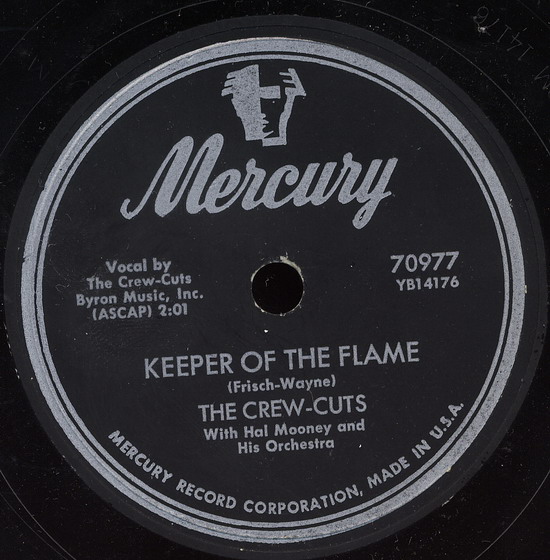 Mercury
Vocal by
The Crew-Cuts
Byron Music, Inc.
(ASCAP) 2:01
70977
YB14176
KEEPER OF THE FLAME
(Frisch-Wayne)
THE CREW-CUTS
With Hal Mooney and
His Orchestra
MERCURY RECORD CORPORATION, MADE IN U.S.A.